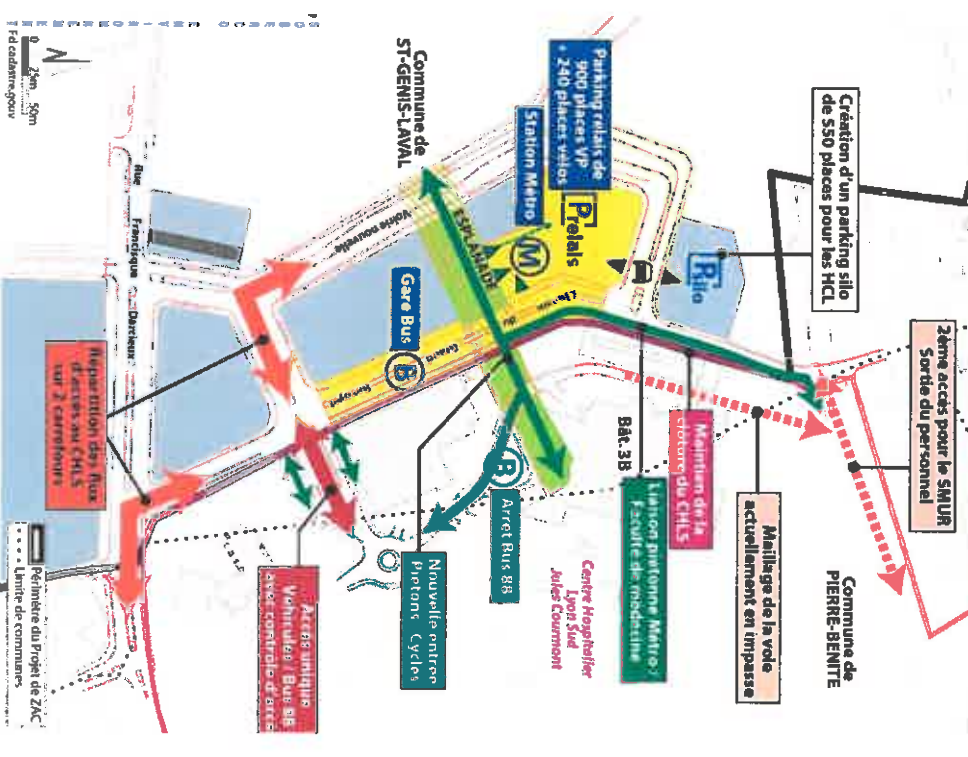 Création d'un parking silo
de 550 places pour les HCL
2ème accès pour le SMUR
Sortie du personnel
Commune de
PIERRE-BENITE
Maillage de la voie
actuellement en impasse
Maintien de la
clôture du CHLS
Liaison piétonne Métro /
Faculté de médecine
Bât. 3B
Centre Hospitalier
Lyon Sud
Jules Courmont
Arret Bus 88
B
Nouvelle entrée
Piétons Cycles
Accès unique
Véhicules / Bus 88
avec contrôle d'accès
Parking relais de
900 places VP
+ 240 places vélos
Station Métro
P relais
M
Psilo
Commune de
ST-GENIS-LAVAL
ESPLANADE
Voirie nouvelle
Gare Bus
B
du
Rue
Francisque
Darcieux
Répartition des flux
d'accès au CHLS
sur 2 carrefours
Périmètre du Projet de ZAC
Limite de communes
0 25m 50m
Fd cadastre.gouv